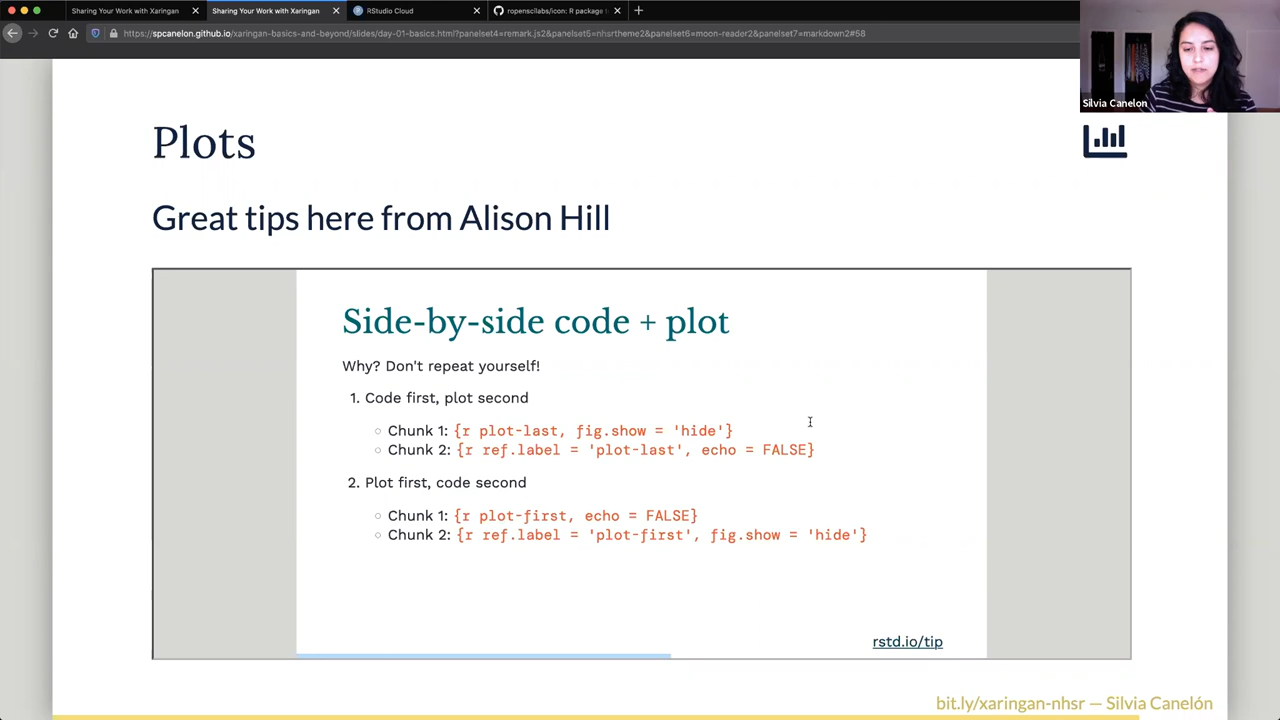 Sharing Your Work with Xaringan
Sharing Your Work with Xaringan
RStudio Cloud
ropenscilabs/icon: R package
https://spcanelon.github.io/xaringan-basics-and-beyond/slides/day-01-basics.html?panelset4=remark.js2&panelset5=nhsrtheme2&panelset6=moon-reader2&panelset7=markdown2#58
Silvia Canelon
Plots
Great tips here from Alison Hill
Side-by-side code + plot
Why? Don't repeat yourself!
1. Code first, plot second
Chunk 1: {r plot-last, fig.show = 'hide'}
Chunk 2: {r ref.label = 'plot-last', echo = FALSE}
2. Plot first, code second
Chunk 1: {r plot-first, echo = FALSE}
Chunk 2: {r ref.label = 'plot-first', fig.show = 'hide'}
rstd.io/tip
bit.ly/xaringan-nhsr — Silvia Canelón